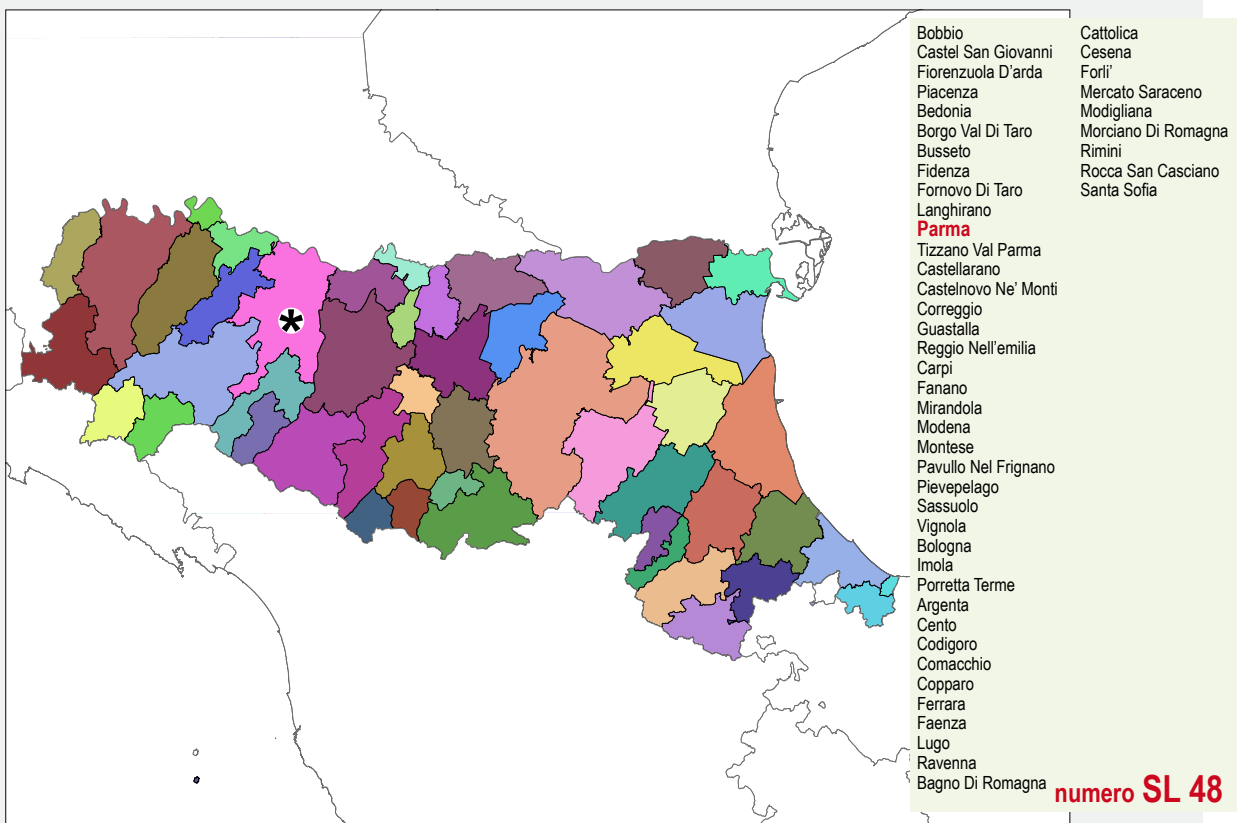 Bobbio
Castel San Giovanni
Fiorenzuola D'arda
Piacenza
Bedonia
Borgo Val Di Taro
Busseto
Fidenza
Fornovo Di Taro
Langhirano
Parma
Tizzano Val Parma
Castellarano
Castelnovo Ne' Monti
Correggio
Guastalla
Reggio Nell'emilia
Carpi
Fanano
Mirandola
Modena
Montese
Pavullo Nel Frignano
Pievepelago
Sassuolo
Vignola
Bologna
Imola
Porretta Terme
Argenta
Cento
Codigoro
Comacchio
Copparo
Ferrara
Faenza
Lugo
Ravenna
Bagno Di Romagna
Cattolica
Cesena
Forli'
Mercato Saraceno
Modigliana
Morciano Di Romagna
Rimini
Rocca San Casciano
Santa Sofia
numero SL 48
*